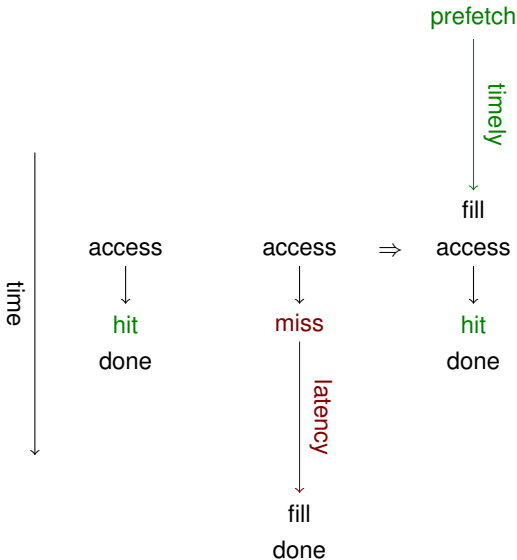 prefetch
timely
fill
access
access
⇒
access
time
hit
miss
hit
done
done
latency
fill
done